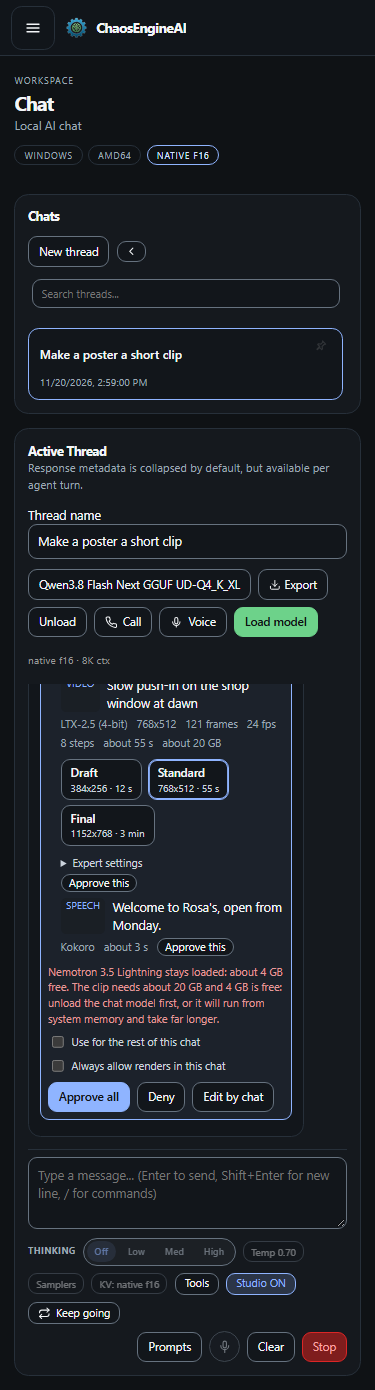 ChaosEngineAI
WORKSPACE
Chat
Local AI chat
WINDOWS AMD64 NATIVE F16
Chats
New thread
Search threads...
Make a poster a short clip
11/20/2026, 2:59:00 PM
Active Thread
Response metadata is collapsed by default, but available per
agent turn.
Thread name
Make a poster a short clip
Qwen3.8 Flash Next GGUF UD-Q4_K_XL Export
Unload Call Voice Load model
native f16 · 8K ctx
VIDEO Slow push-in on the shop
window at dawn
LTX-2.5 (4-bit) 768x512 121 frames 24 fps
8 steps about 55 s about 20 GB
Draft Standard
384x256 · 12 s 768x512 · 55 s
Final
1152x768 · 3 min
Expert settings
Approve this
SPEECH Welcome to Rosa's, open from
Monday.
Kokoro about 3 s Approve this
Nemotron 3.5 Lightning stays loaded: about 4 GB
free. The clip needs about 20 GB and 4 GB is free:
unload the chat model first, or it will run from
system memory and take far longer.
Use for the rest of this chat
Always allow renders in this chat
Approve all Deny Edit by chat
Type a message... (Enter to send, Shift+Enter for new
line, / for commands)
THINKING Off Low Med High Temp 0.70
Samplers KV: native f16 Tools Studio ON
Keep going
Prompts Clear Stop